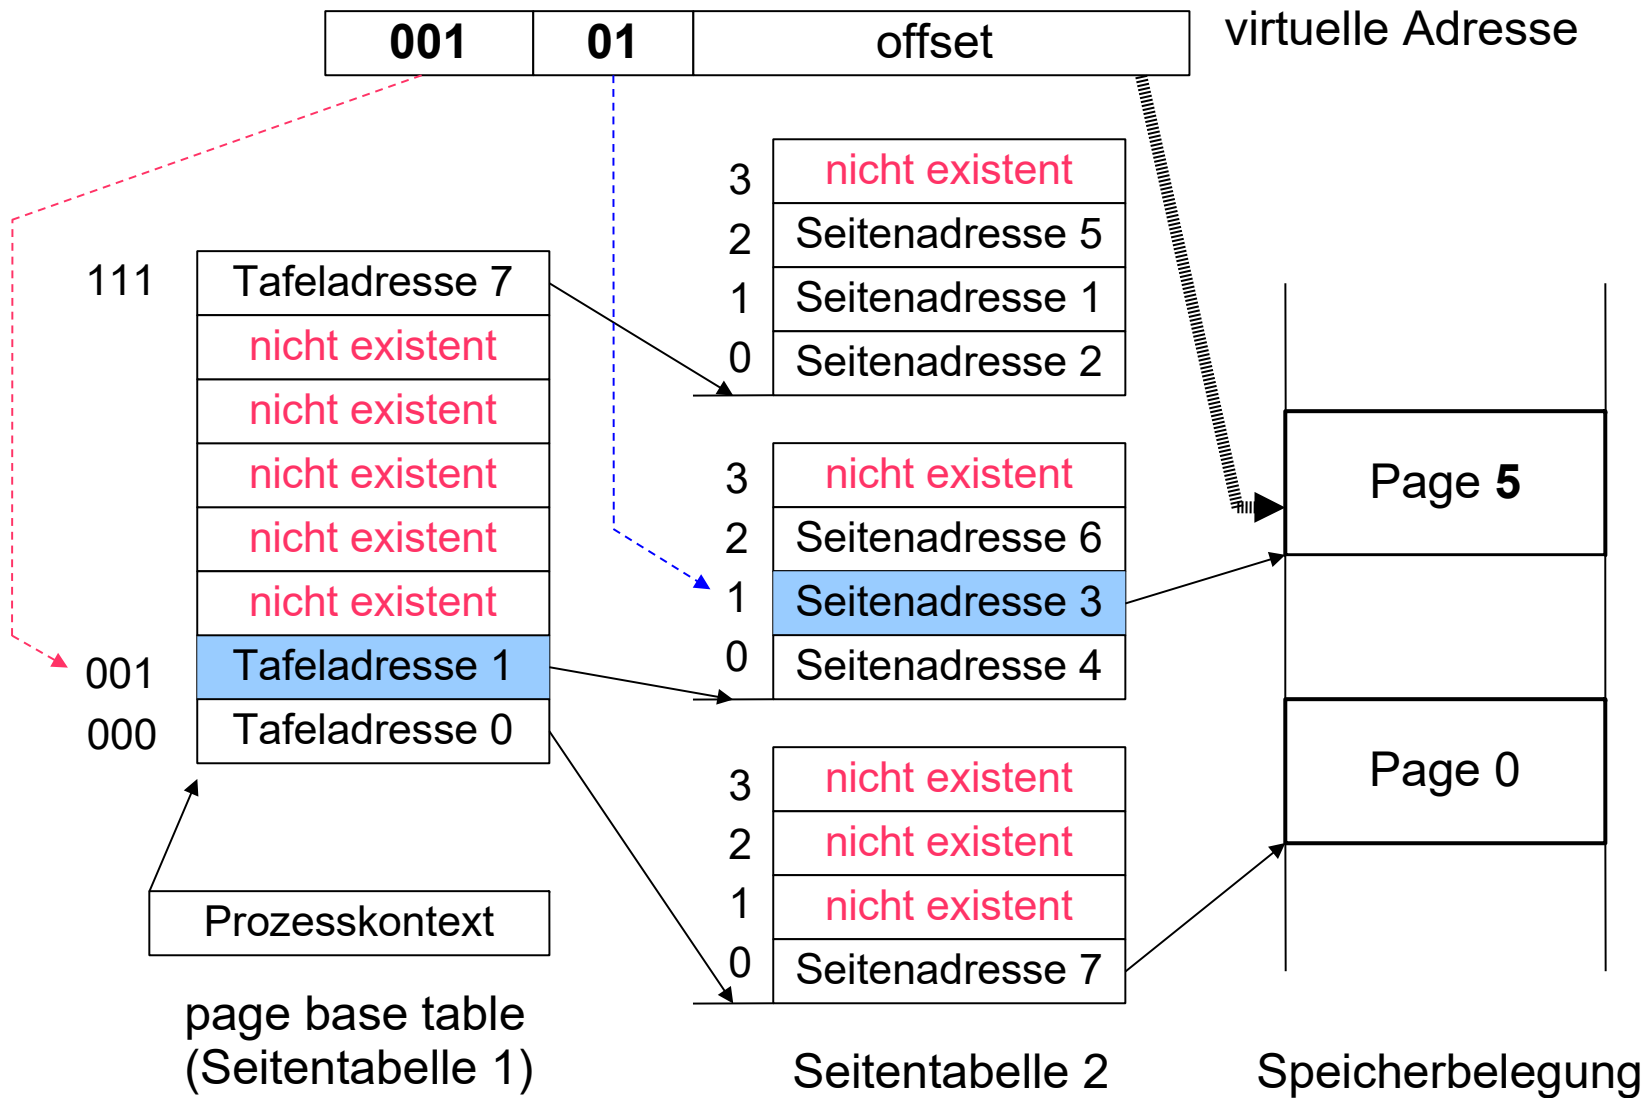 001 01 offset virtuelle Adresse
3 nicht existent
2 Seitenadresse 5
1 Seitenadresse 1
0 Seitenadresse 2
111 Tafeladresse 7
nicht existent
nicht existent
nicht existent
nicht existent
nicht existent
001 Tafeladresse 1
000 Tafeladresse 0
3 nicht existent
2 Seitenadresse 6
1 Seitenadresse 3
0 Seitenadresse 4
3 nicht existent
2 nicht existent
1 nicht existent
0 Seitenadresse 7
Page 5
Page 0
Prozesskontext
page base table
(Seitentabelle 1)
Seitentabelle 2
Speicherbelegung